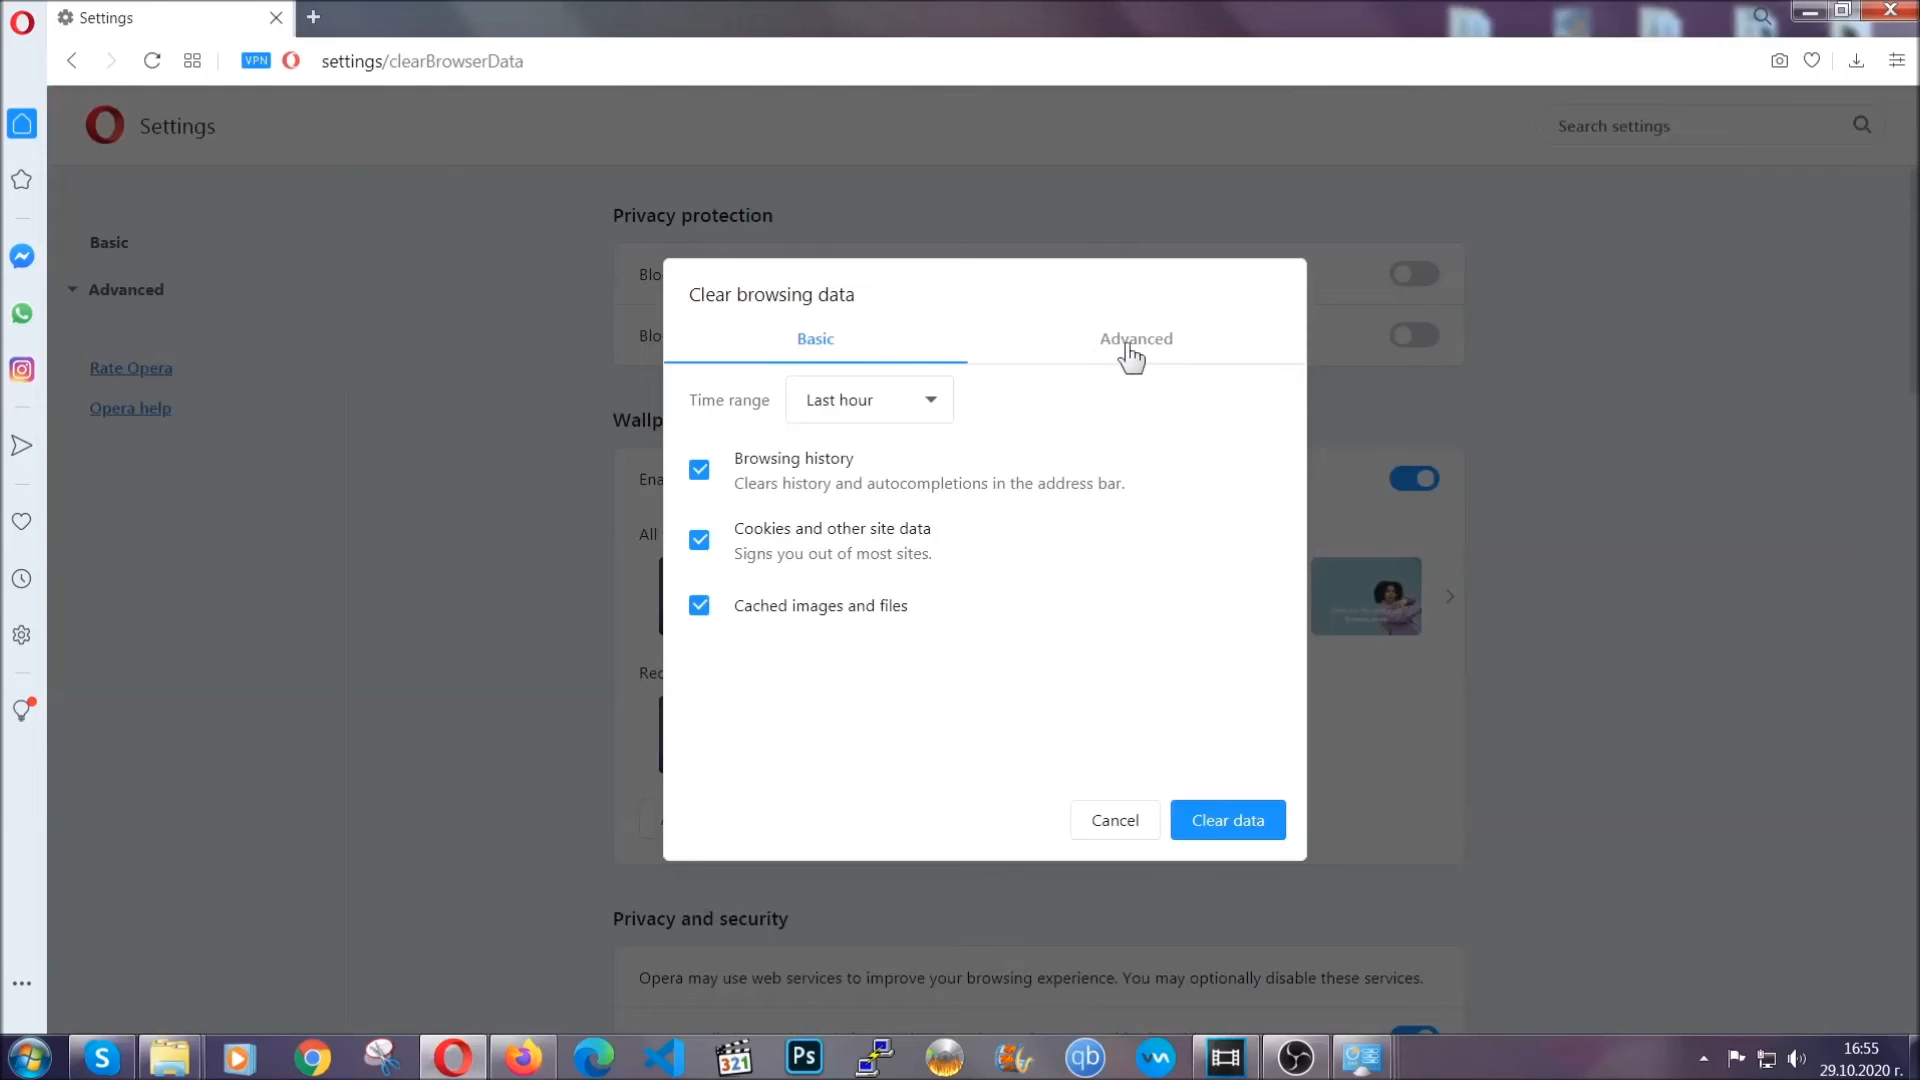 Settings
VPN
settings/clearBrowserData
Settings
Search settings
Basic
Advanced
Rate Opera
Opera help
Privacy protection
Blo
Blo
Wallp
Ena
All
Rec
Clear browsing data
Basic
Advanced
Time range
Last hour
Browsing history
Clears history and autocompletions in the address bar.
Cookies and other site data
Signs you out of most sites.
Cached images and files
Cancel
Clear data
Privacy and security
Opera may use web services to improve your browsing experience. You may optionally disable these services.
S
321
Ps
qb
16:55
29.10.2020 г.